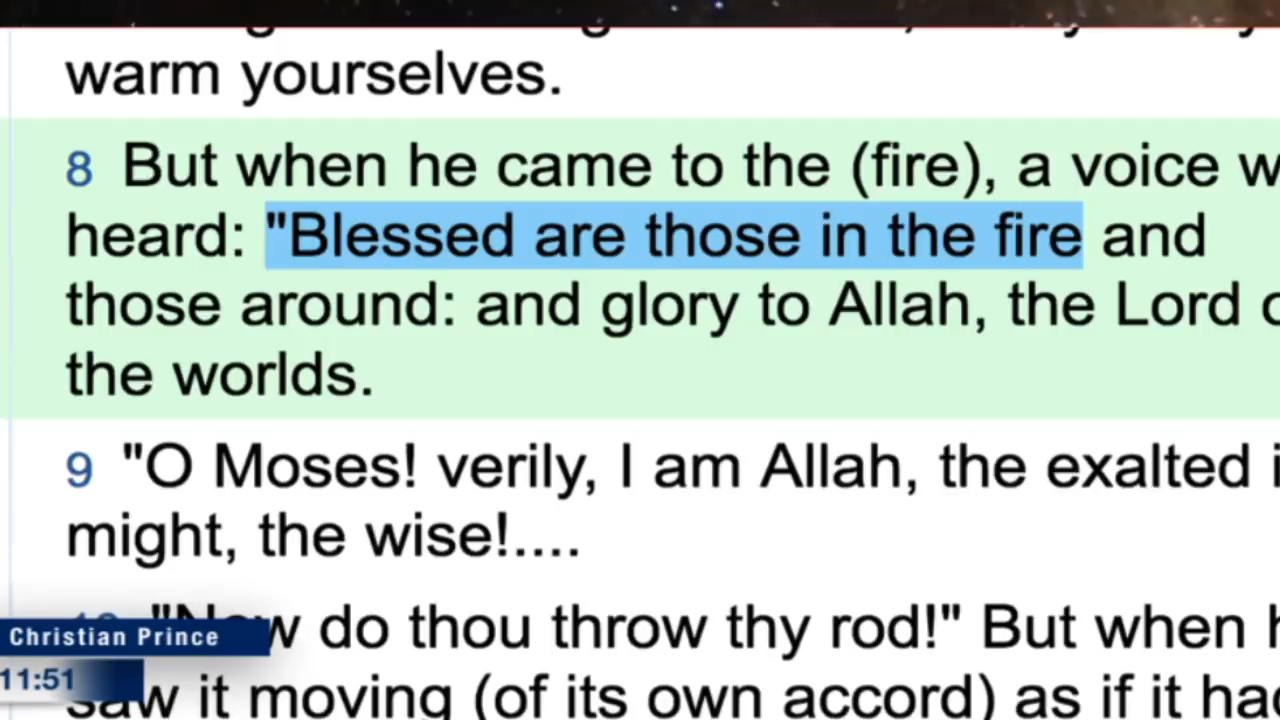 warm yourselves.
8 But when he came to the (fire), a voice
heard: "Blessed are those in the fire and
those around: and glory to Allah, the Lord
the worlds.
9 "O Moses! verily, I am Allah, the exalted
might, the wise!....
"Now do thou throw thy rod!" But when
Christian Prince
11:51
saw it moving (of its own accord) as if it